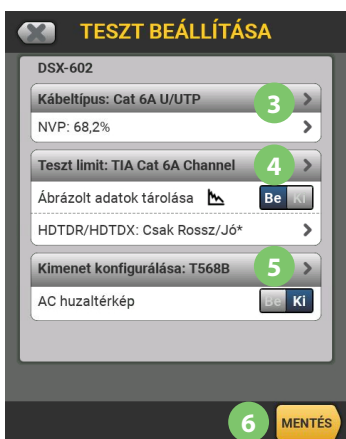 TESZT BEÁLLÍTÁSA
DSX-602
Kábeltípus: Cat 6A U/UTP
3
NVP: 68,2%
Teszt limit: TIA Cat 6A Channel
4
Ábrázolt adatok tárolása Be Ki
HDTDR/HDTDX: Csak Rossz/Jó*
Kimenet konfigurálása: T568B
5
AC huzaltérkép Be Ki
6 MENTÉS